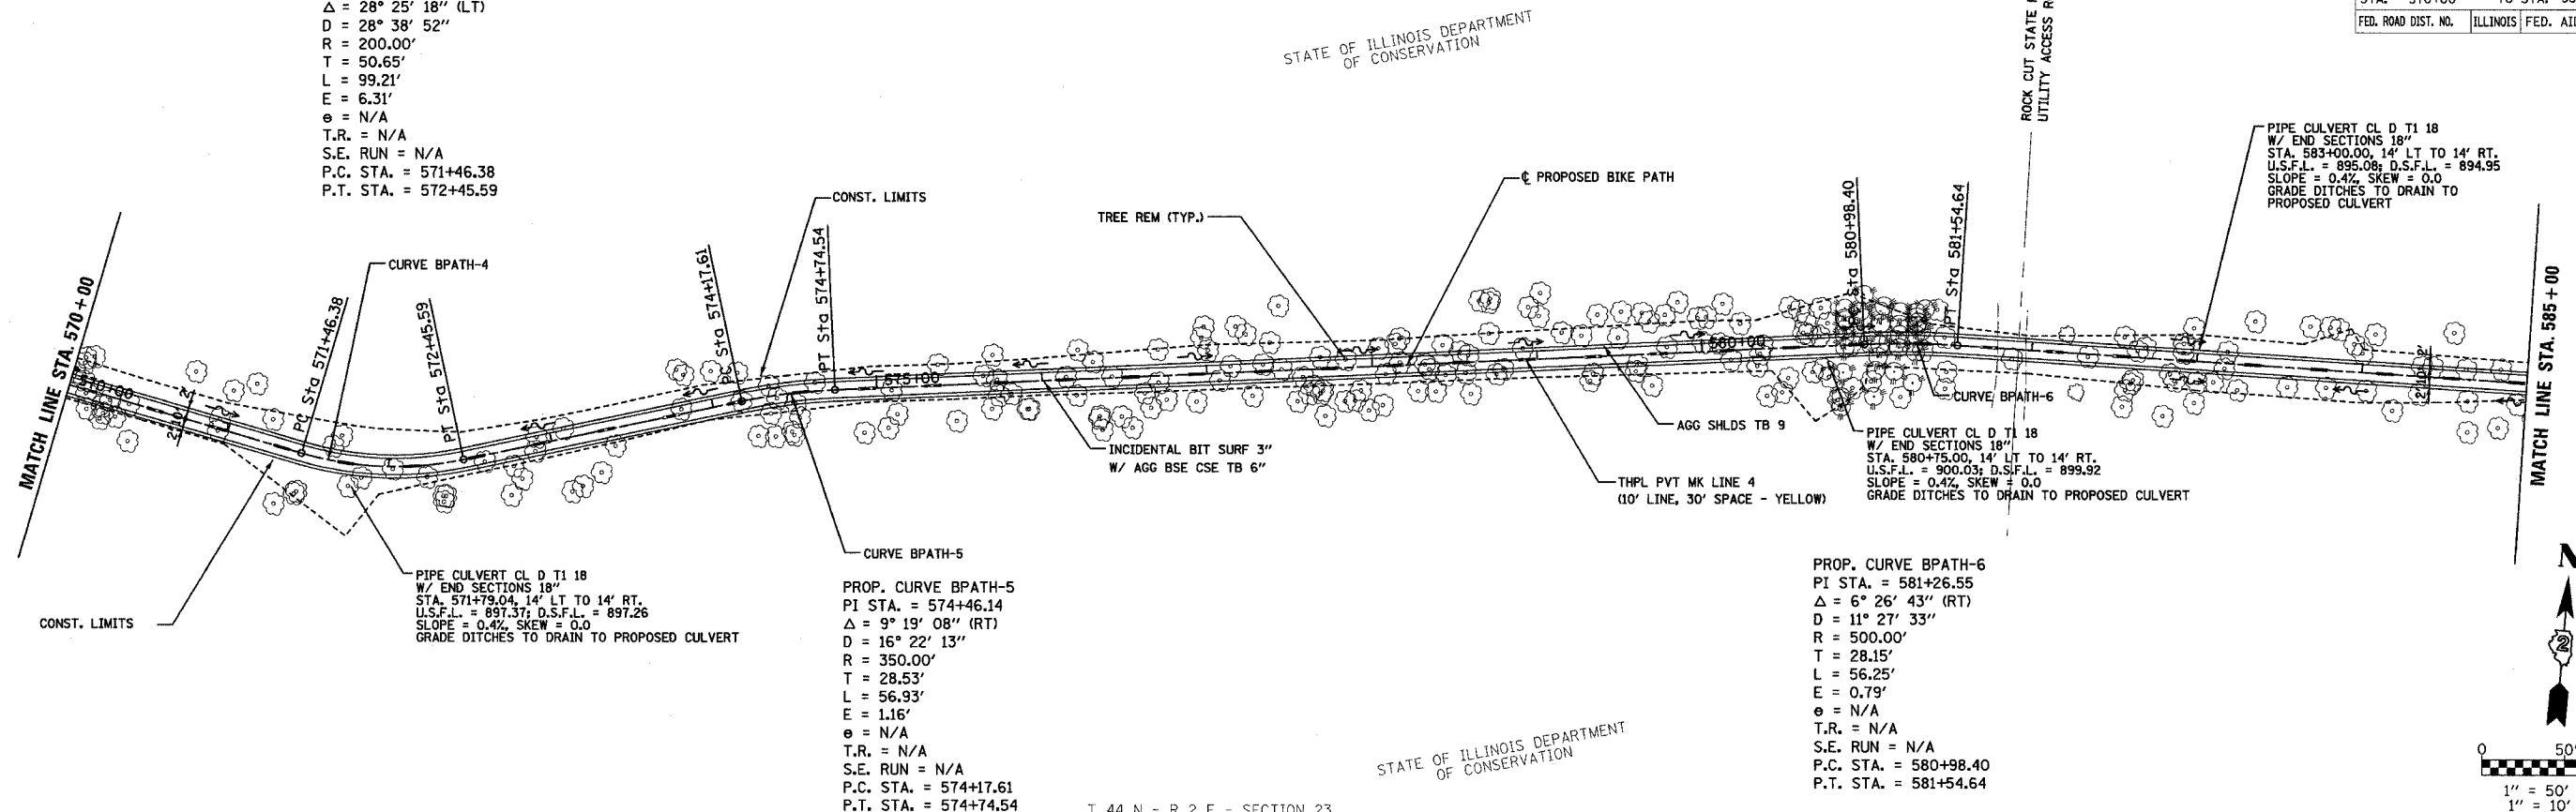 Δ = 28° 25' 18" (LT)
D = 28° 38' 52"
R = 200.00'
T = 50.65'
L = 99.21'
E = 6.31'
e = N/A
T.R. = N/A
S.E. RUN = N/A
P.C. STA. = 571+46.38
P.T. STA. = 572+45.59
STATE OF ILLINOIS DEPARTMENT
OF CONSERVATION
ROCK CUT STATE
UTILITY ACCESS
FED. ROAD DIST. NO.
ILLINOIS
FED.
PIPE CULVERT CL D T1 18
W/ END SECTIONS 18"
STA. 583+00.00, 14' LT TO 14' RT.
U.S.F.L. = 895.08; D.S.F.L. = 894.95
SLOPE = 0.4%, SKEW = 0.0
GRADE DITCHES TO DRAIN TO
PROPOSED CULVERT
CONST. LIMITS
TREE REM (TYP.)
℄ PROPOSED BIKE PATH
CURVE BPATH-4
MATCH LINE STA. 570+00
570+00
2' 10' 2'
PC Sta 571+46.38
PT Sta 572+45.59
PC Sta 574+17.61
PT Sta 574+74.54
575+00
580+00
Sta 580+98.40
PT Sta 581+54.64
2' 10' 2'
MATCH LINE STA. 585+00
CURVE BPATH-6
AGG SHLDS TB 9
INCIDENTAL BIT SURF 3"
W/ AGG BSE CSE TB 6"
THPL PVT MK LINE 4
(10' LINE, 30' SPACE - YELLOW)
PIPE CULVERT CL D T1 18
W/ END SECTIONS 18"
STA. 580+75.00, 14' LT TO 14' RT.
U.S.F.L. = 900.03; D.S.F.L. = 899.92
SLOPE = 0.4%, SKEW = 0.0
GRADE DITCHES TO DRAIN TO PROPOSED CULVERT
CURVE BPATH-5
CONST. LIMITS
PIPE CULVERT CL D T1 18
W/ END SECTIONS 18"
STA. 571+79.04, 14' LT TO 14' RT.
U.S.F.L. = 897.37; D.S.F.L. = 897.26
SLOPE = 0.4%, SKEW = 0.0
GRADE DITCHES TO DRAIN TO PROPOSED CULVERT
PROP. CURVE BPATH-5
PI STA. = 574+46.14
Δ = 9° 19' 08" (RT)
D = 16° 22' 13"
R = 350.00'
T = 28.53'
L = 56.93'
E = 1.16'
e = N/A
T.R. = N/A
S.E. RUN = N/A
P.C. STA. = 574+17.61
P.T. STA. = 574+74.54
PROP. CURVE BPATH-6
PI STA. = 581+26.55
Δ = 6° 26' 43" (RT)
D = 11° 27' 33"
R = 500.00'
T = 28.15'
L = 56.25'
E = 0.79'
e = N/A
T.R. = N/A
S.E. RUN = N/A
P.C. STA. = 580+98.40
P.T. STA. = 581+54.64
STATE OF ILLINOIS DEPARTMENT
OF CONSERVATION
T 44 N - R 2 E - SECTION 23
N
2
0 50'
1" = 50'
1" = 10'